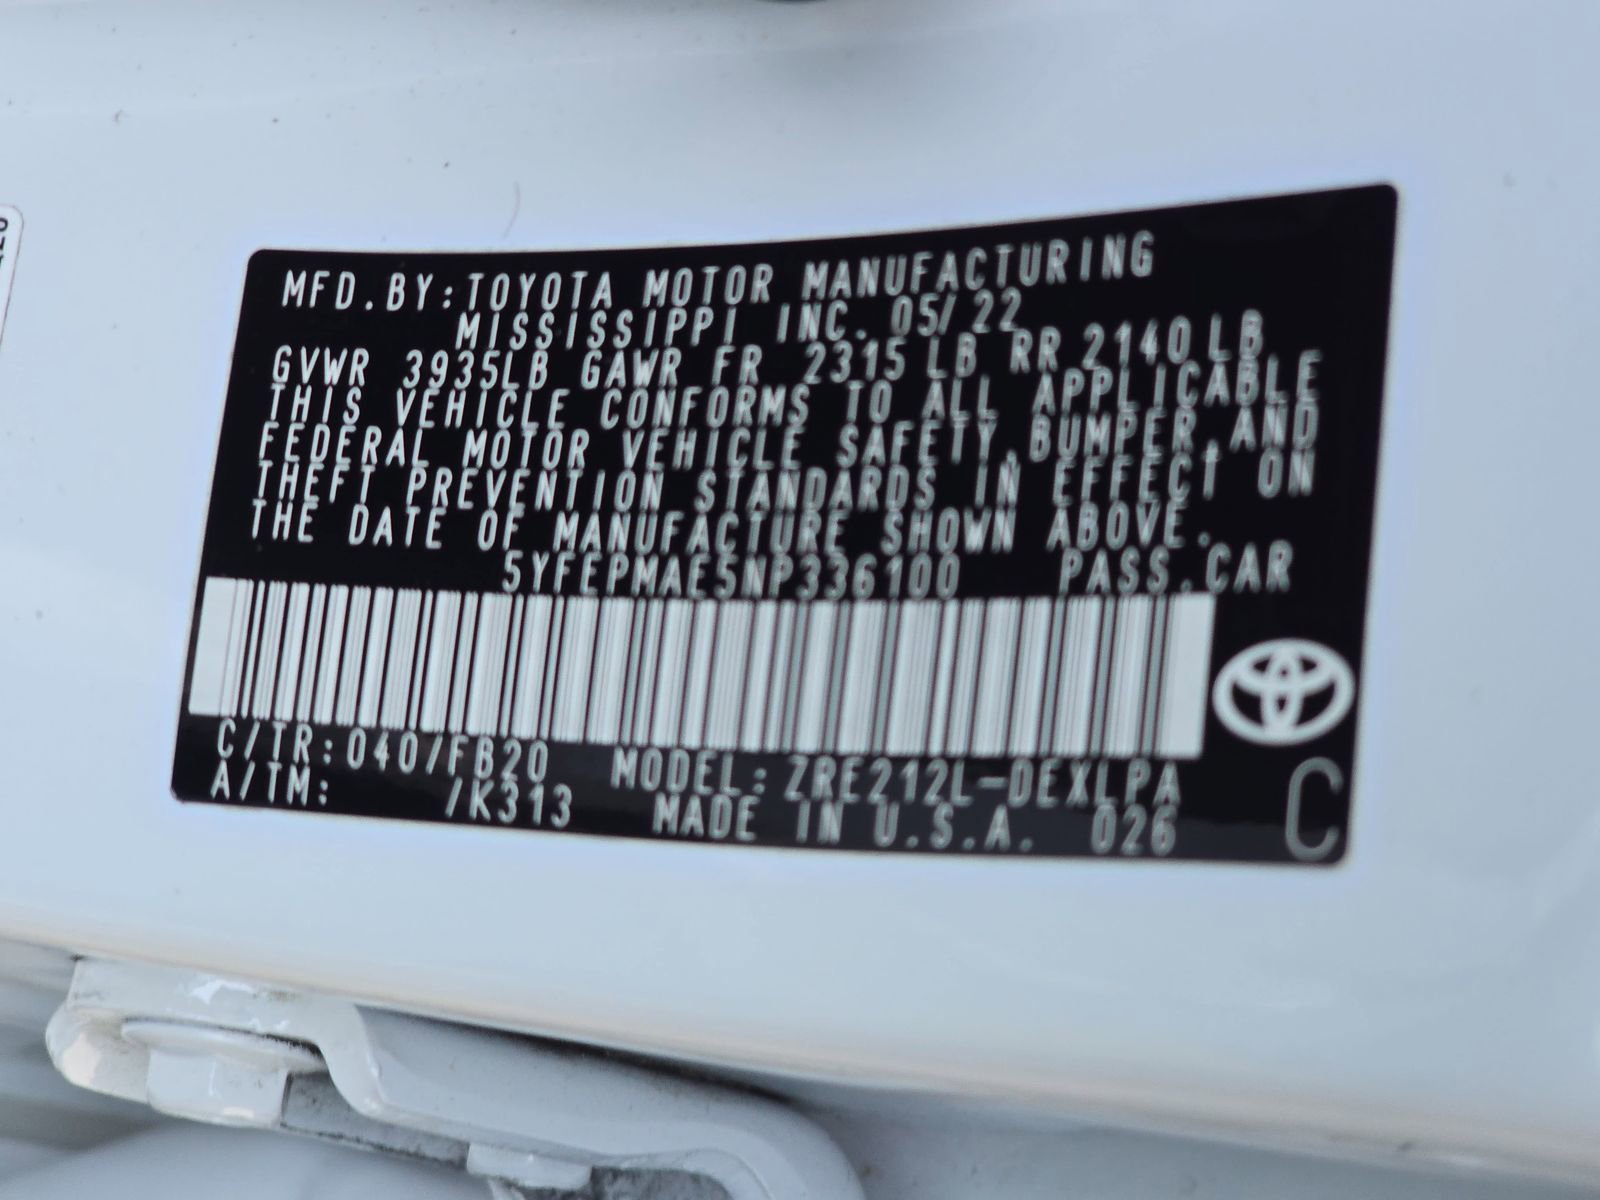 MFD.BY:TOYOTA MOTOR MANUFACTURING
MISSISSIPPI INC. 05/22
GVWR 3935LB GAWR FR 2315 LB RR 2140 LB
THIS VEHICLE CONFORMS TO ALL APPLICABLE
FEDERAL MOTOR VEHICLE SAFETY,BUMPER,AND
THEFT PREVENTION STANDARDS IN EFFECT ON
THE DATE OF MANUFACTURE SHOWN ABOVE.
5YFEPMAE5NP336100 PASS.CAR
C/TR:040/FB20 MODEL:ZRE212L-DEXLPA
A/TM: /K313 MADE IN U.S.A. 026
C